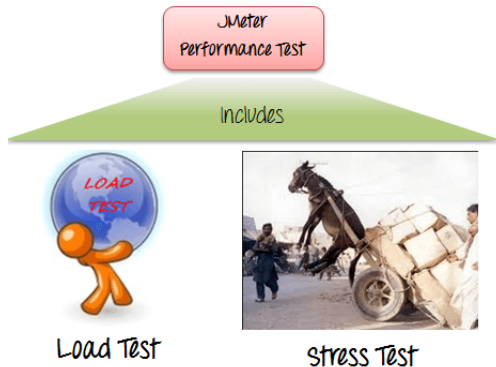 JMeter
Performance Test
Includes
LOAD
TEST
Load Test
Stress Test